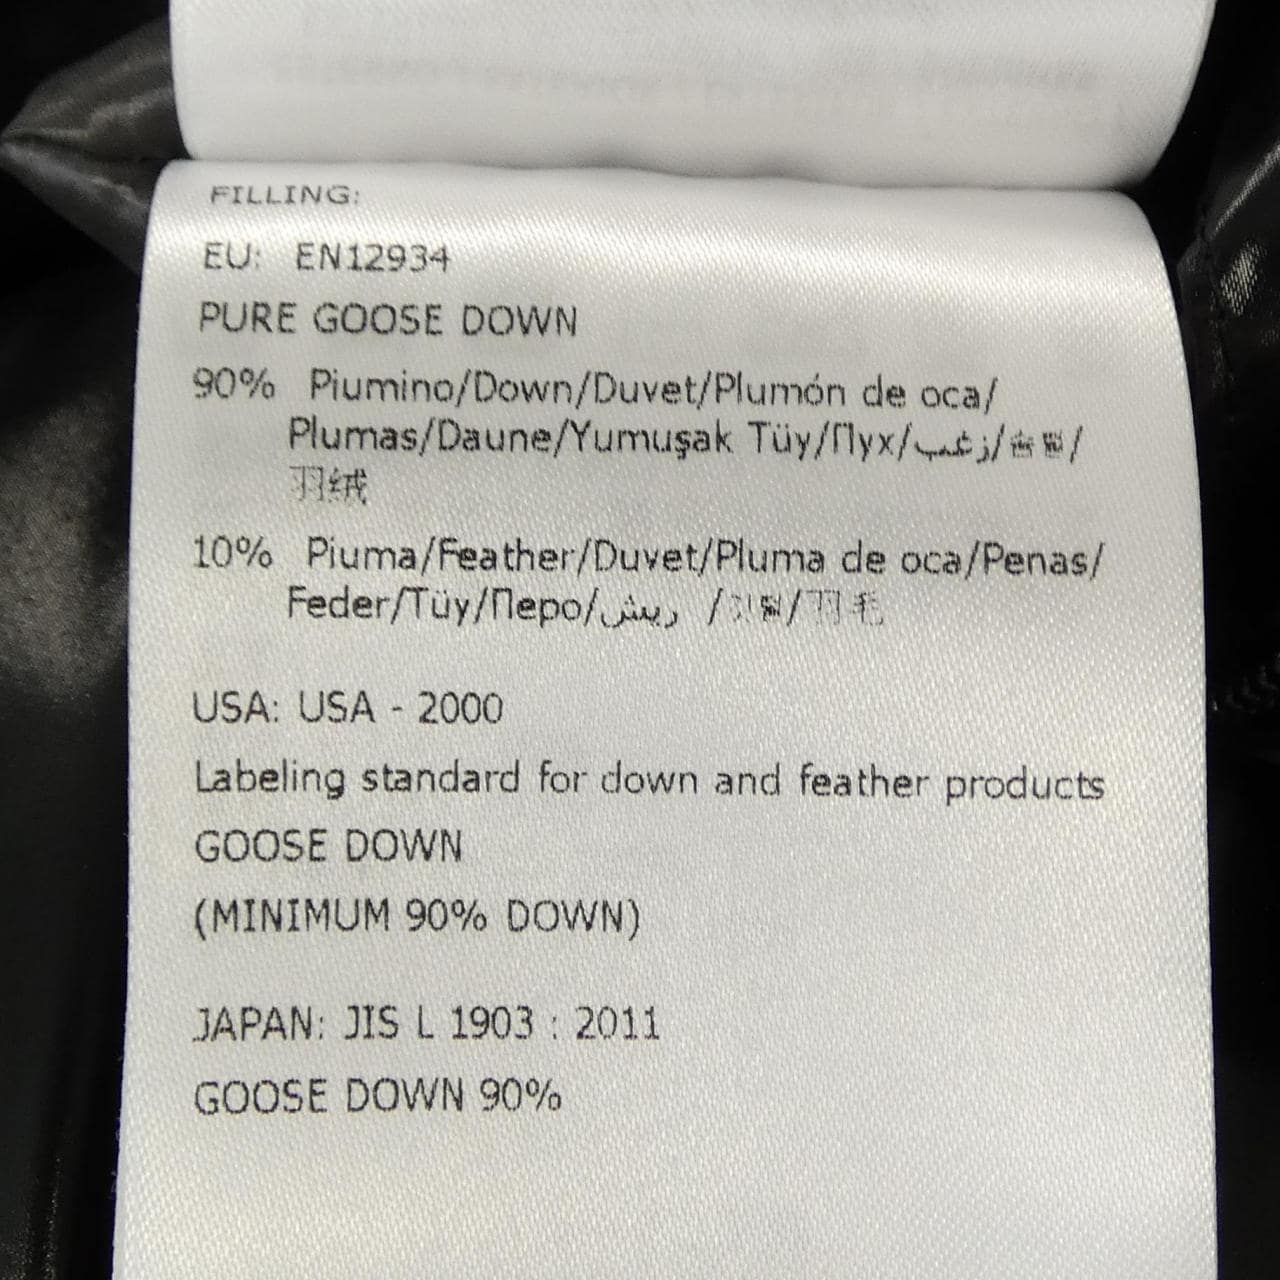 FILLING:
EU: EN12934
PURE GOOSE DOWN
90% Piumino/Down/Duvet/Plumón de oca/
Plumas/Daune/Yumuşak Tüy/Пух/زغب/
羽绒
10% Piuma/Feather/Duvet/Pluma de oca/Penas/
Feder/Tüy/Перо/ريش /羽毛
USA: USA - 2000
Labeling standard for down and feather products
GOOSE DOWN
(MINIMUM 90% DOWN)
JAPAN: JIS L 1903 : 2011
GOOSE DOWN 90%